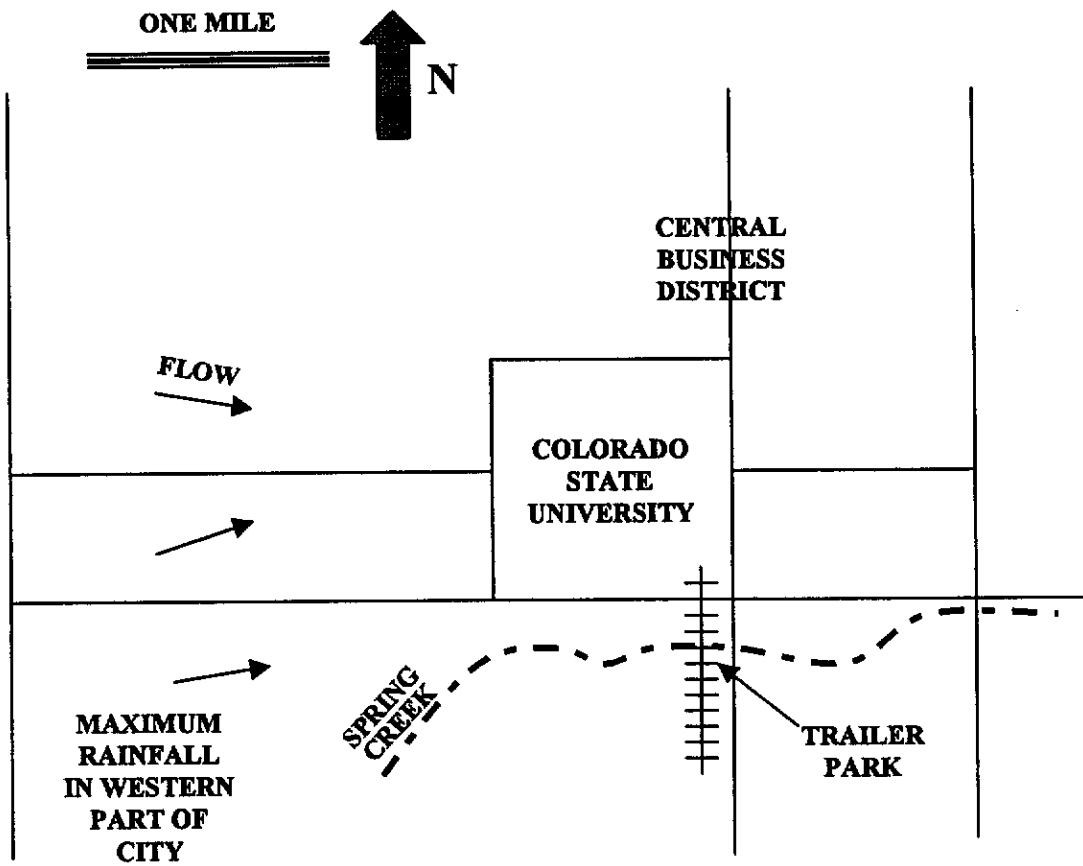 ONE MILE
N
CENTRAL
BUSINESS
DISTRICT
FLOW
COLORADO
STATE
UNIVERSITY
SPRING
CREEK
MAXIMUM
RAINFALL
IN WESTERN
PART OF
CITY
TRAILER
PARK